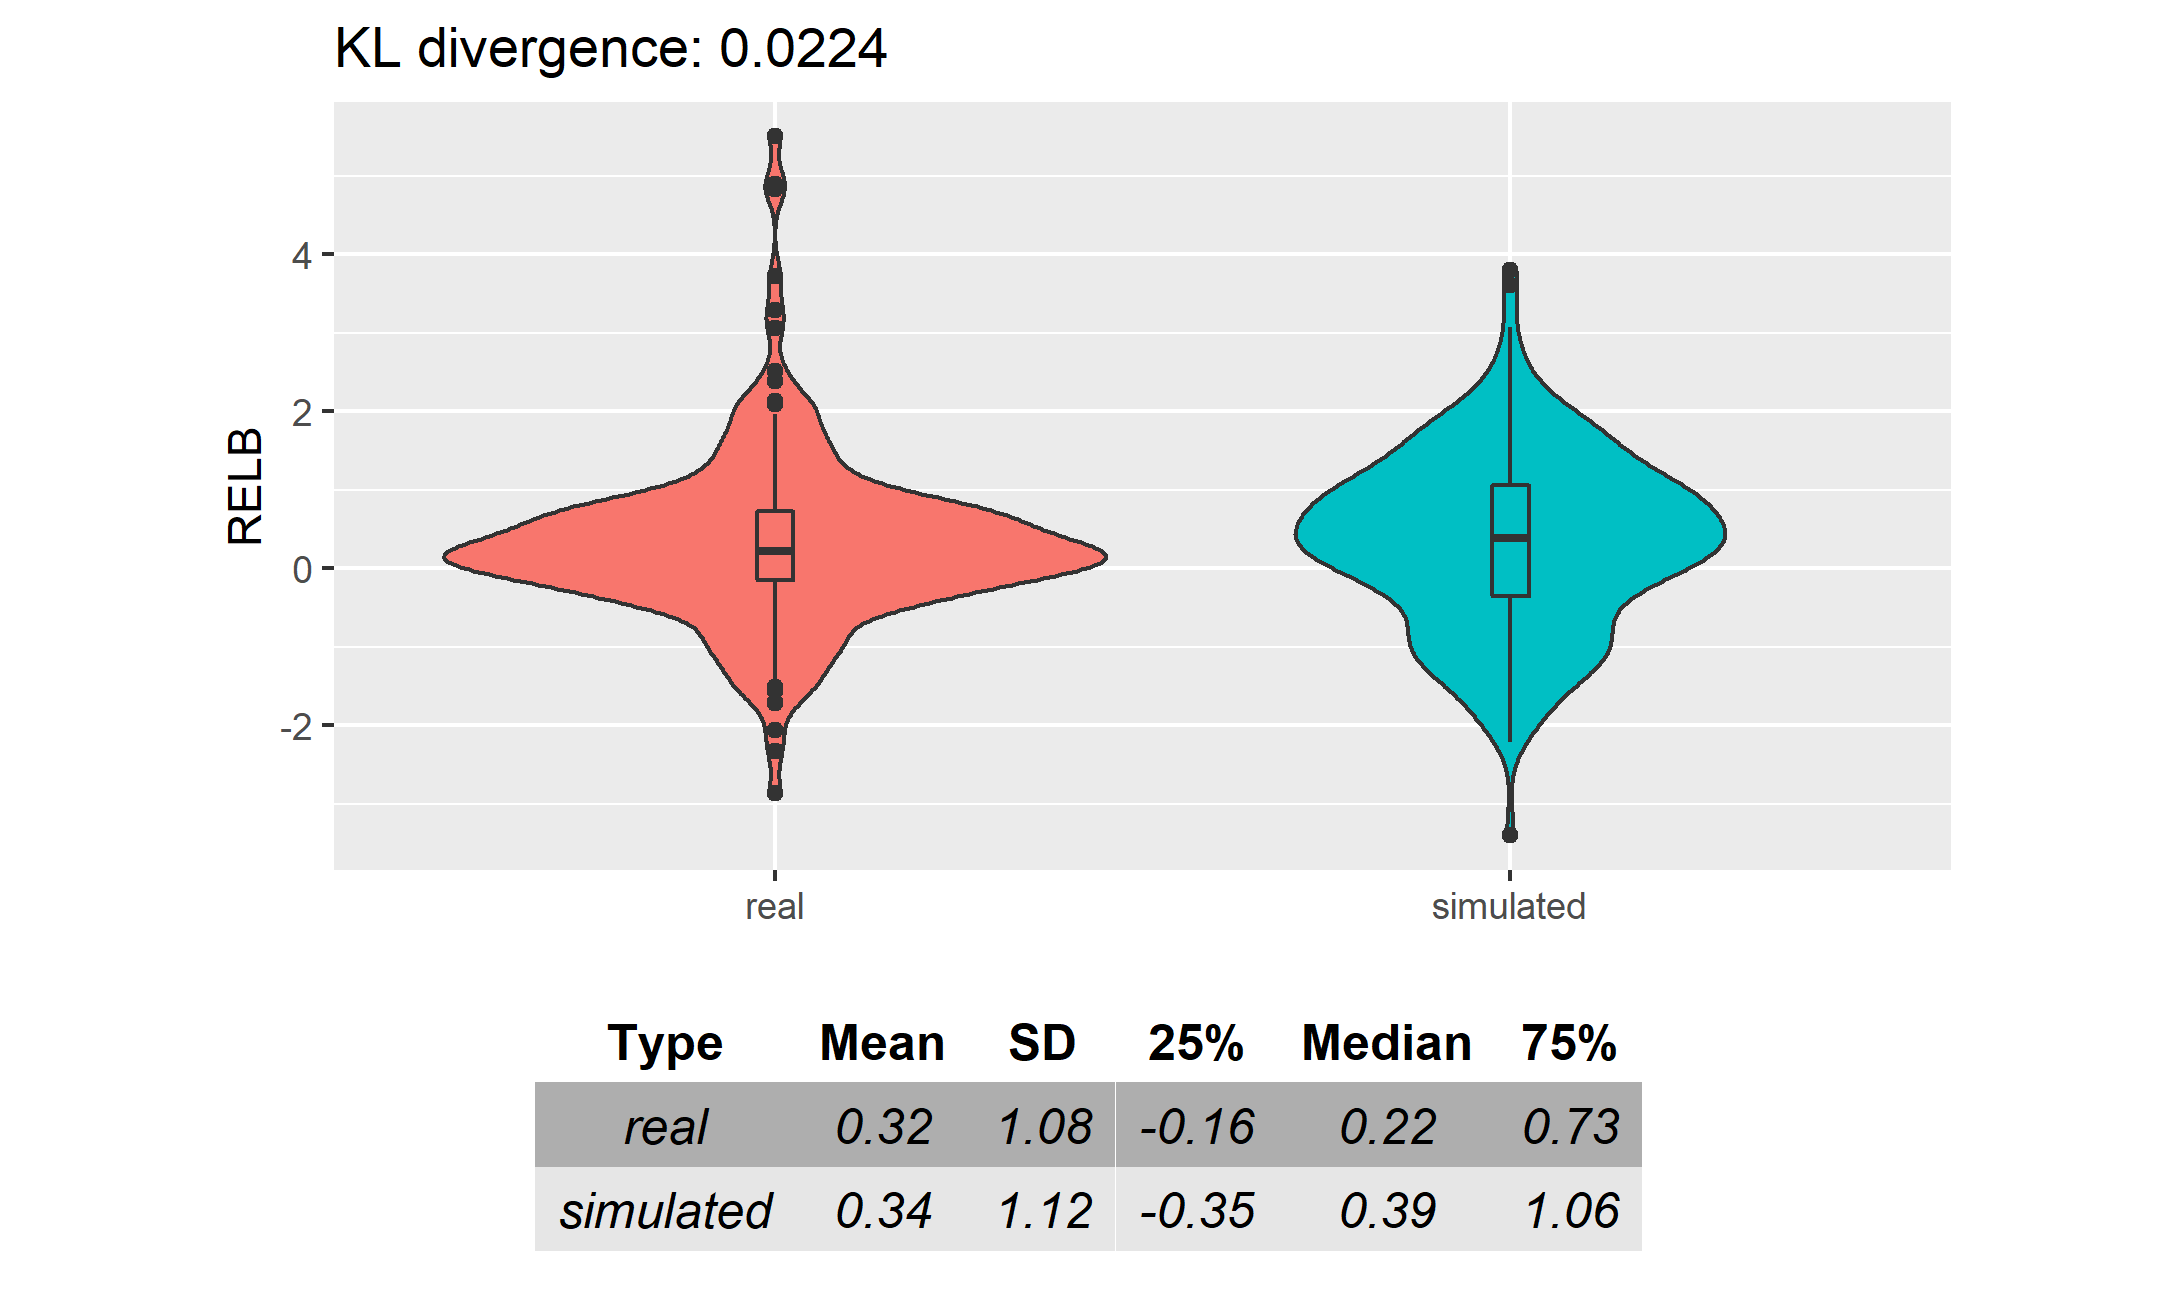 KL divergence: 0.0224
RELB
4
2
0
-2
real simulated
Type Mean SD 25% Median 75%
real 0.32 1.08 -0.16 0.22 0.73
simulated 0.34 1.12 -0.35 0.39 1.06